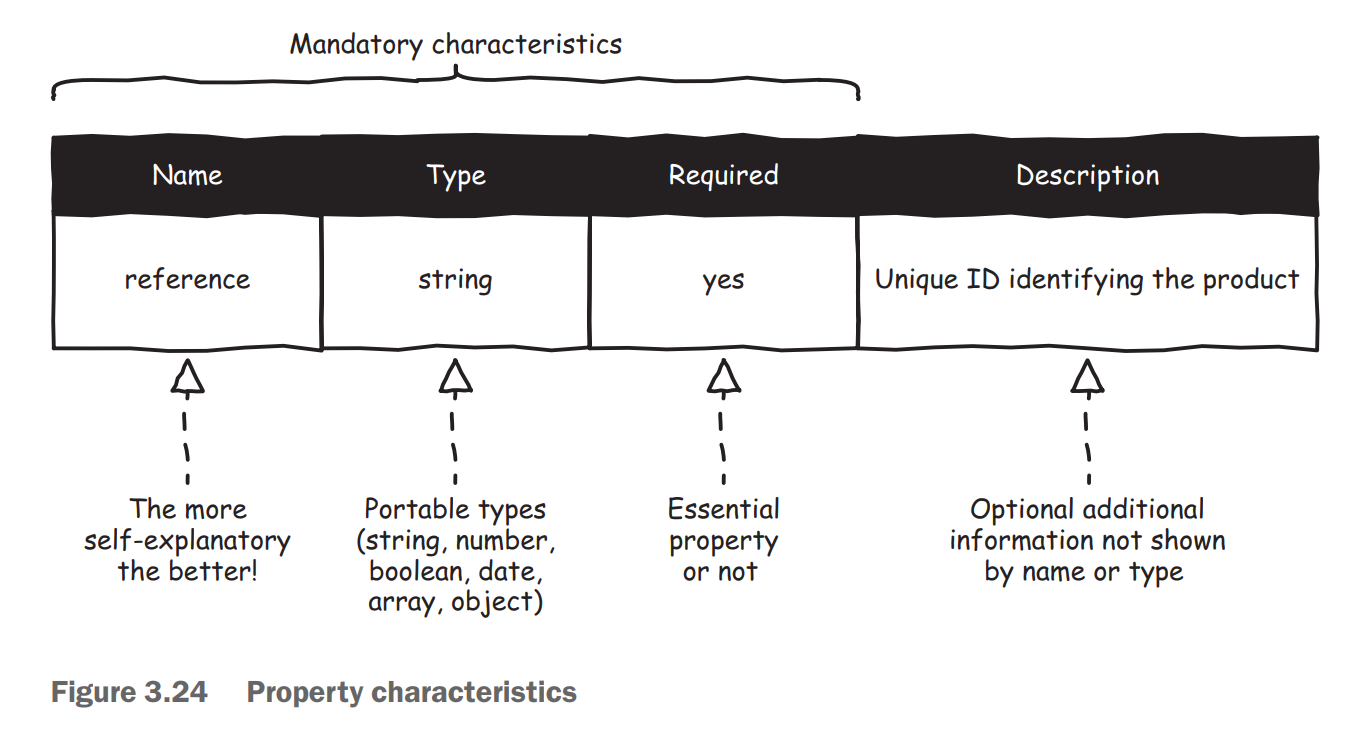 Mandatory characteristics
Name Type Required Description
reference string yes Unique ID identifying the product
The more
self-explanatory
the better!
Portable types
(string, number,
boolean, date,
array, object)
Essential
property
or not
Optional additional
information not shown
by name or type
Figure 3.24 Property characteristics